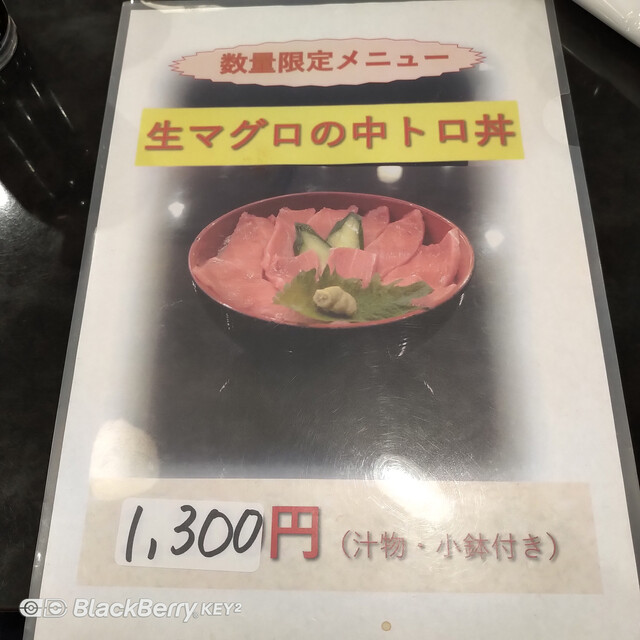 数量限定メニュー
生マグロの中トロ丼
1,300円(汁物・小鉢付き)
BlackBerry KEY²